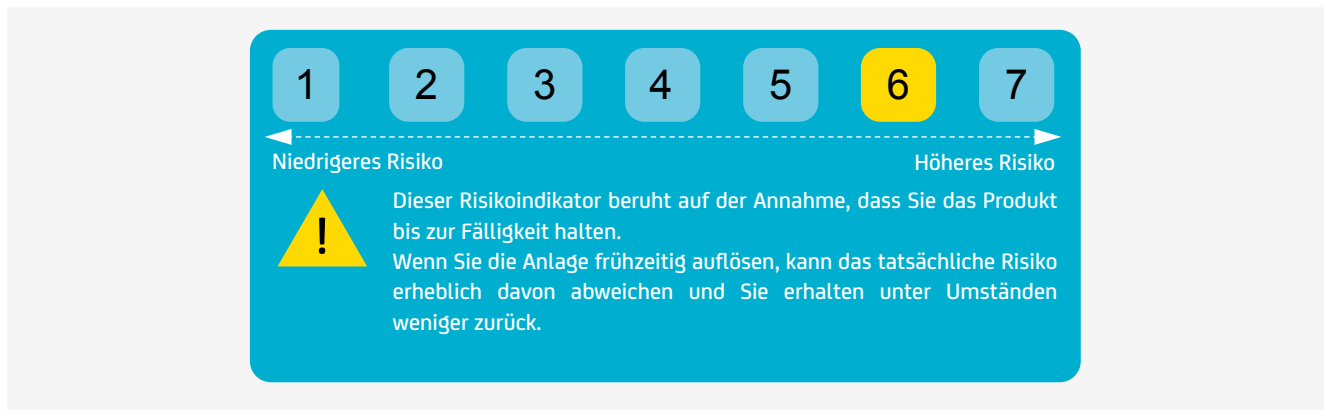 1 2 3 4 5 6 7
Niedrigeres Risiko Höheres Risiko
!
Dieser Risikoindikator beruht auf der Annahme, dass Sie das Produkt
bis zur Fälligkeit halten.
Wenn Sie die Anlage frühzeitig auflösen, kann das tatsächliche Risiko
erheblich davon abweichen und Sie erhalten unter Umständen
weniger zurück.